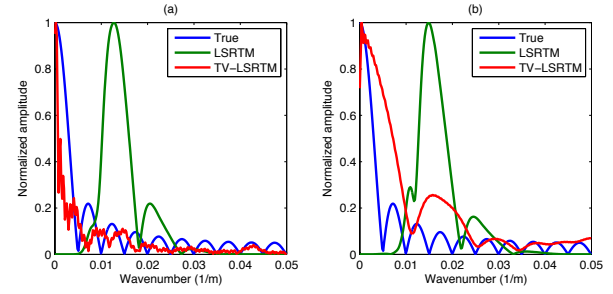 (a)
Normalized amplitude
1
0.8
0.6
0.4
0.2
0
0 0.01 0.02 0.03 0.04 0.05
Wavenumber (1/m)
True
LSRTM
TV-LSRTM
(b)
Normalized amplitude
1
0.8
0.6
0.4
0.2
0
0 0.01 0.02 0.03 0.04 0.05
Wavenumber (1/m)
True
LSRTM
TV-LSRTM